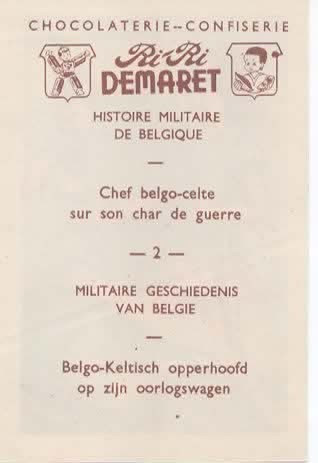 CHOCOLATERIE--CONFISERIE
Ri-Ri
DEMARET
HISTOIRE MILITAIRE
DE BELGIQUE
—
Chef belgo-celte
sur son char de guerre
— 2 —
MILITAIRE GESCHIEDENIS
VAN BELGIE
—
Belgo-Keltisch opperhoofd
op zijn oorlogswagen